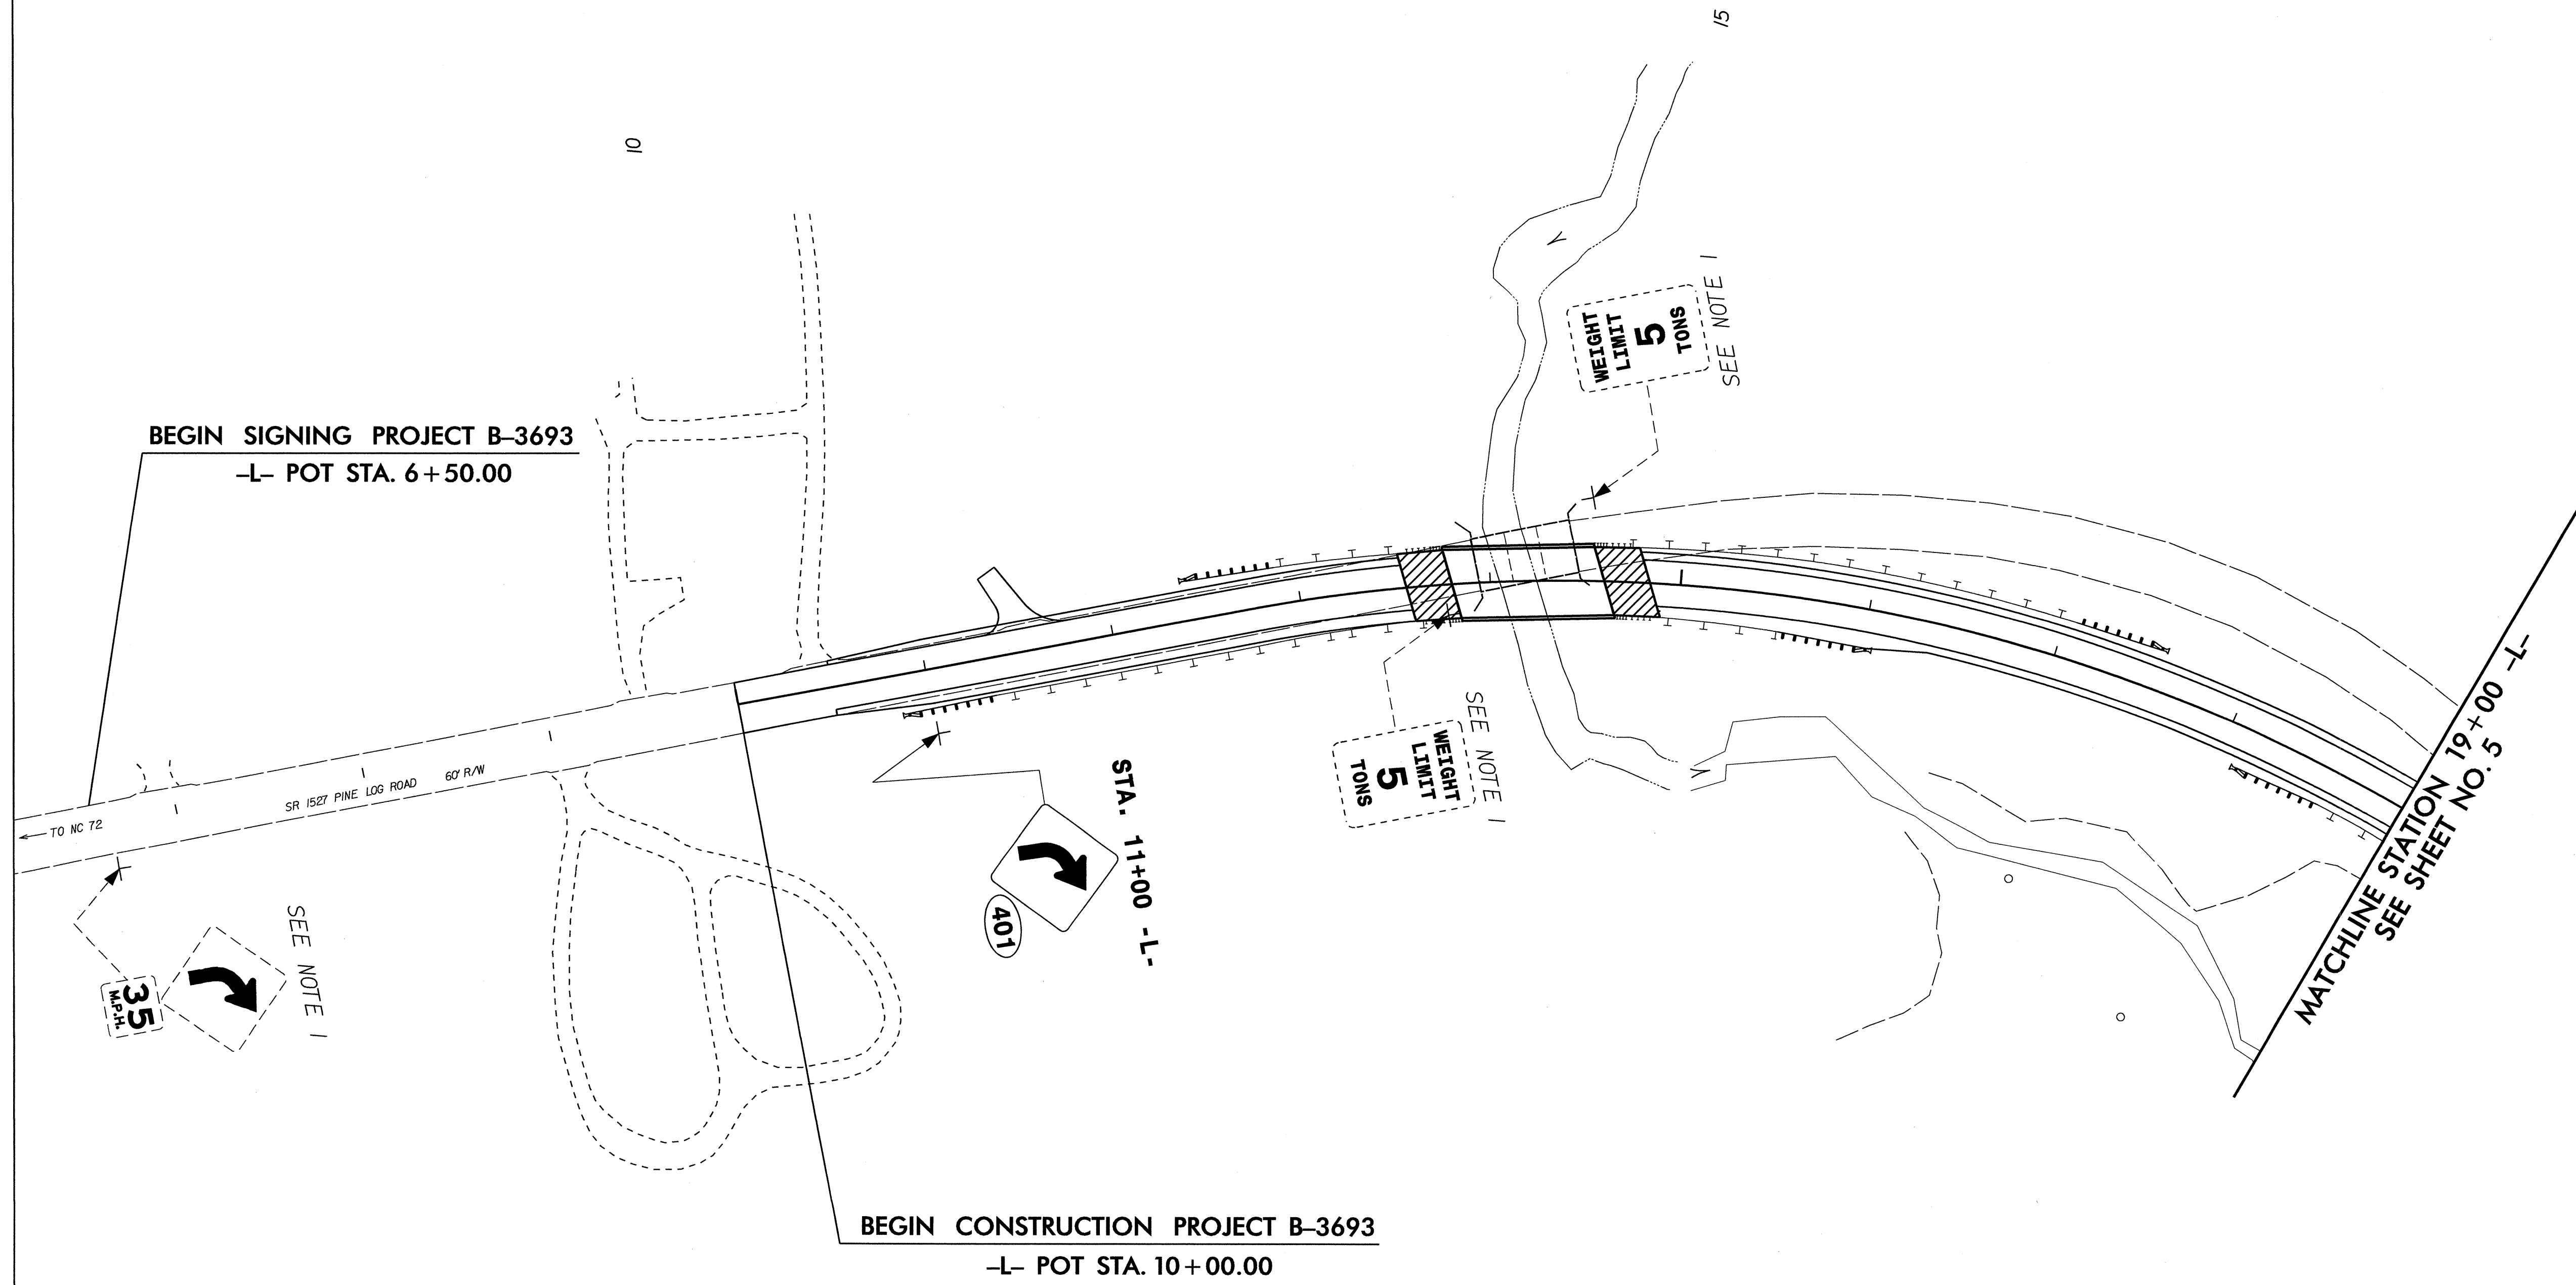 15
10
WEIGHT
LIMIT
5
TONS
SEE NOTE 1
BEGIN SIGNING PROJECT B–3693
–L– POT STA. 6+50.00
SR 1527 PINE LOG ROAD 60' R/W
TO NC 72
SEE NOTE 1
35
M.P.H.
STA. 11+00 -L-
401
WEIGHT
LIMIT
5
TONS
SEE NOTE 1
MATCHLINE STATION 19+00 –L–
SEE SHEET NO. 5
BEGIN CONSTRUCTION PROJECT B–3693
–L– POT STA. 10+00.00